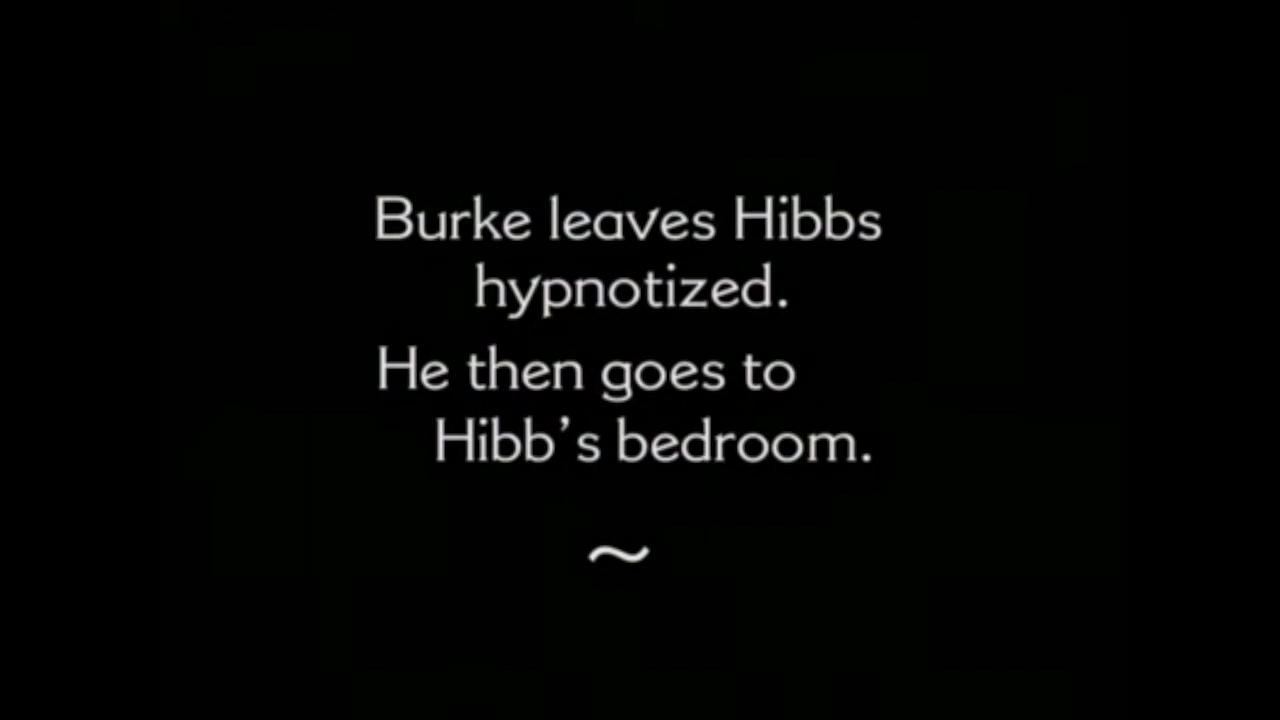 Burke leaves Hibbs
hypnotized.
He then goes to
Hibb's bedroom.
~